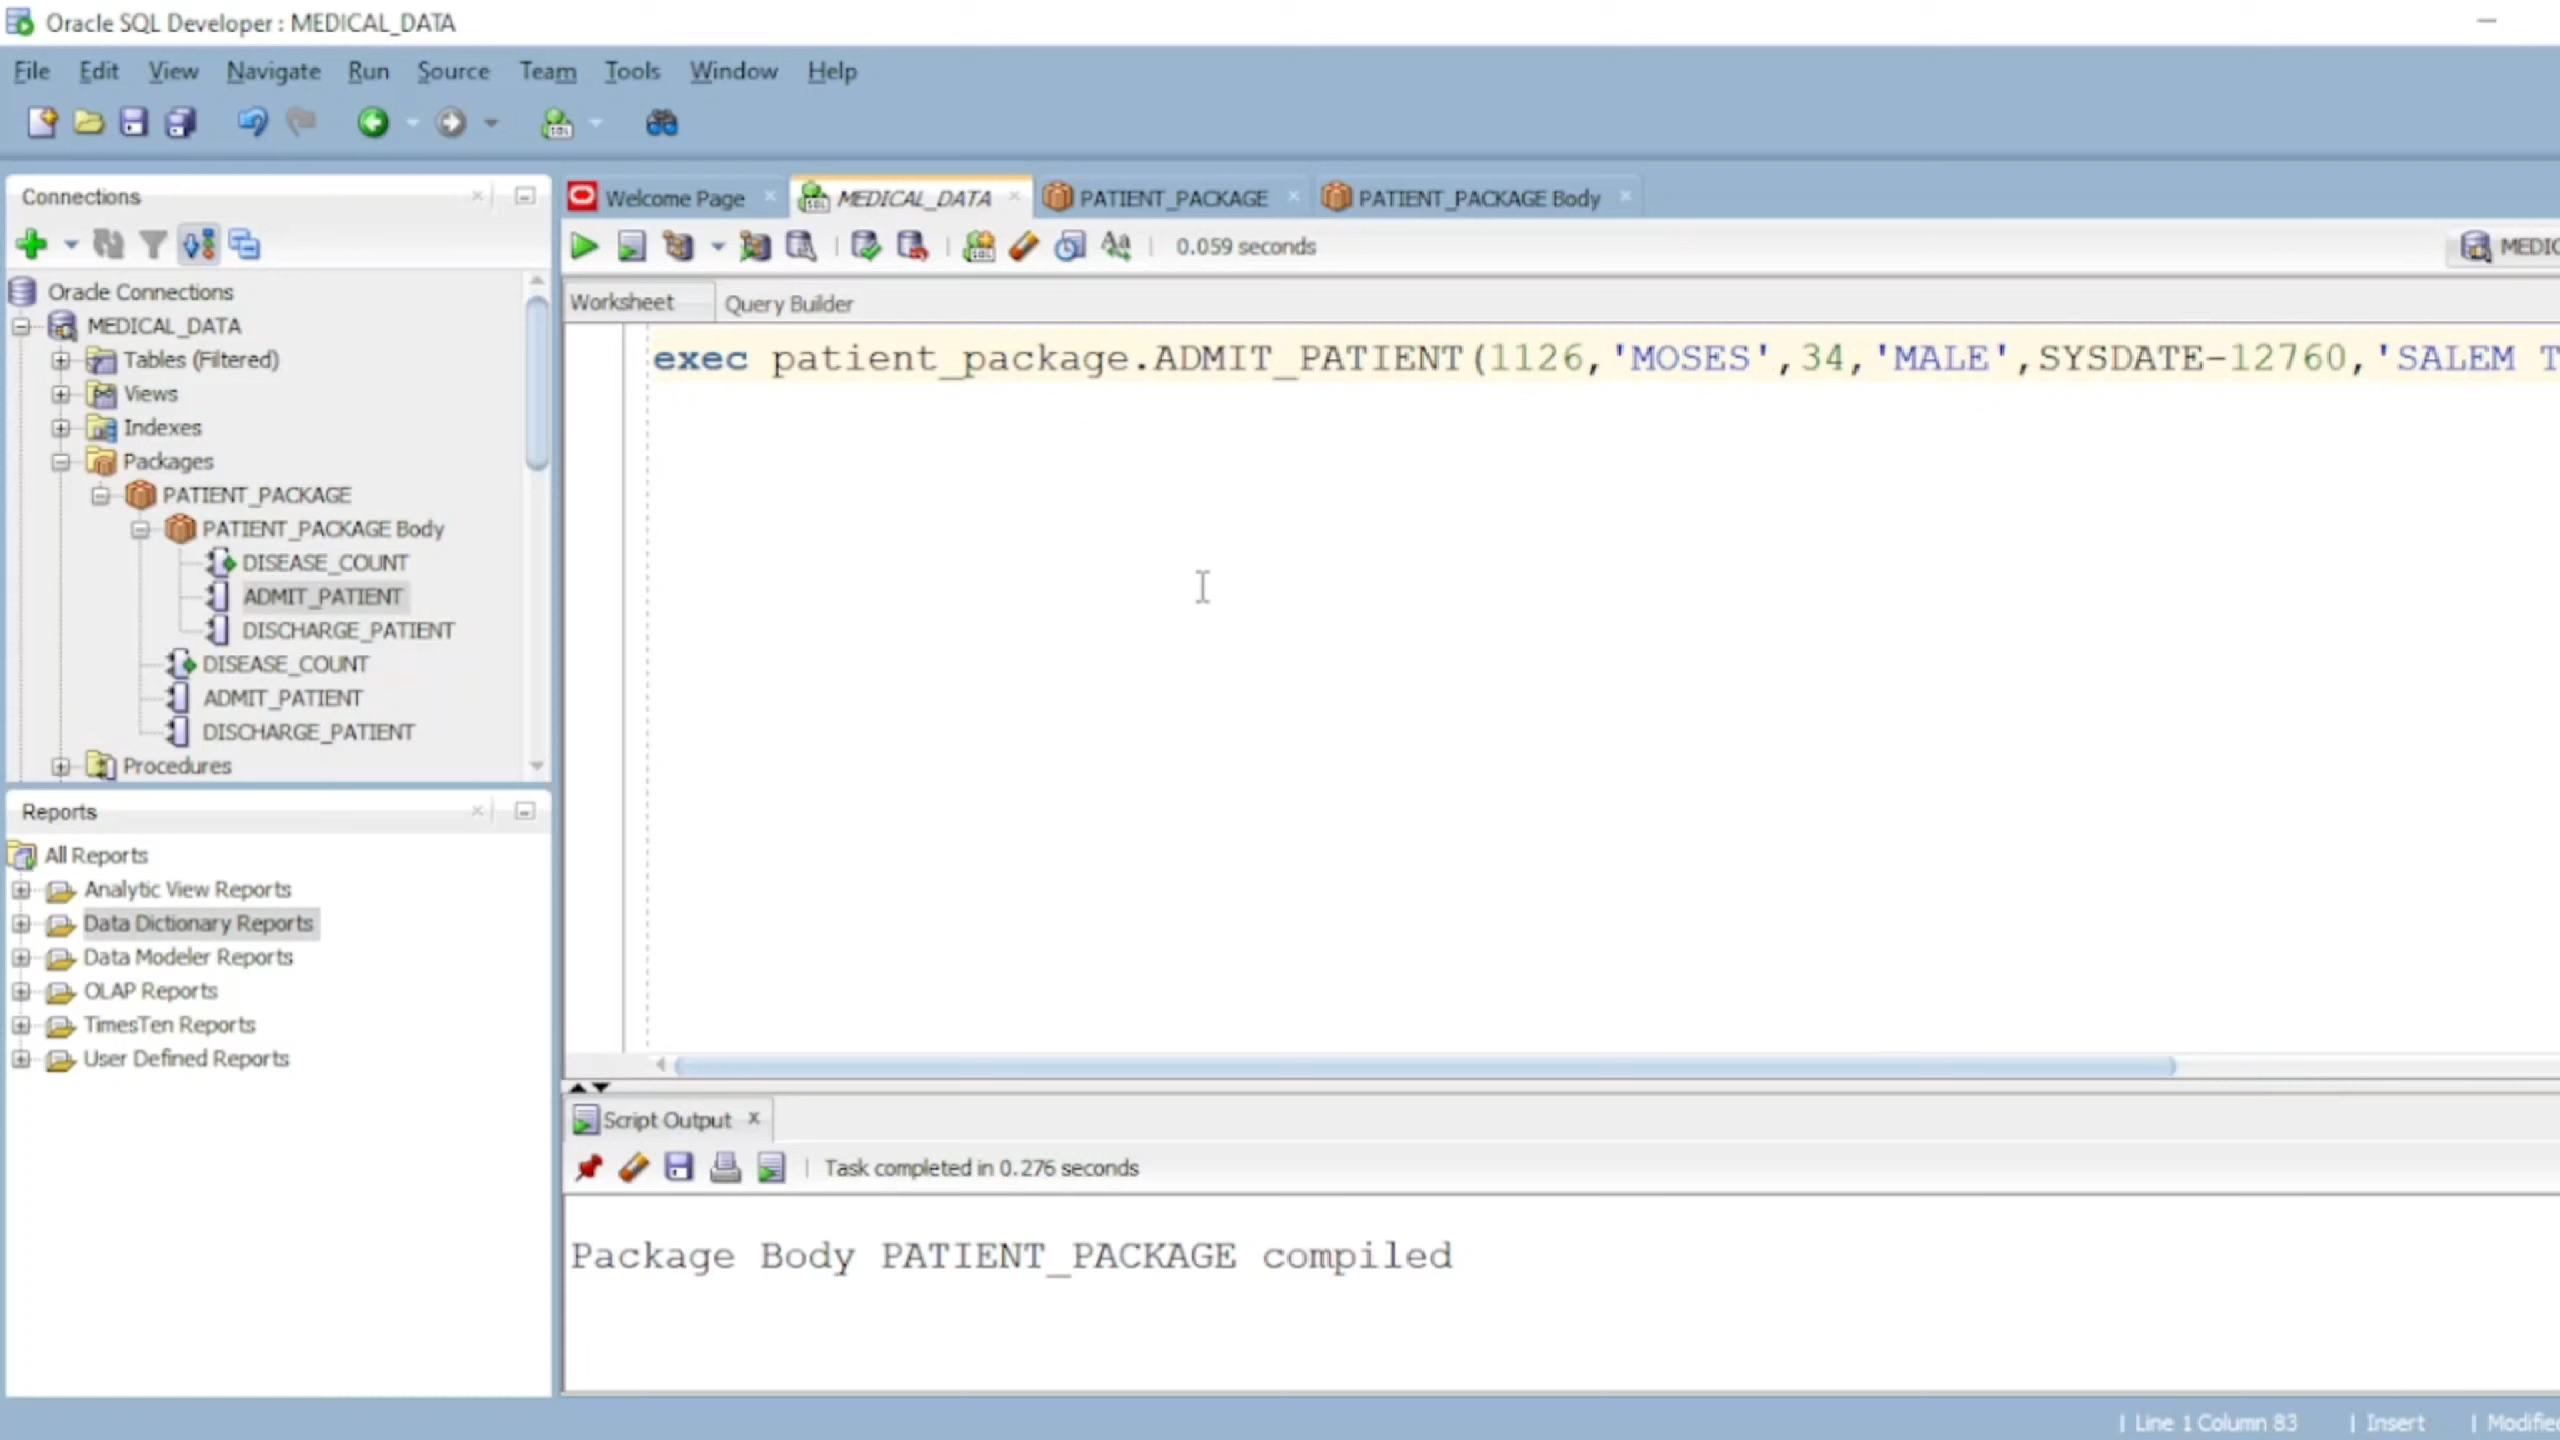 Oracle SQL Developer : MEDICAL_DATA
File Edit View Navigate Run Source Team Tools Window Help
Connections
Welcome Page
MEDICAL_DATA
PATIENT_PACKAGE
PATIENT_PACKAGE Body
0.059 seconds
Worksheet
Query Builder
exec patient_package.ADMIT_PATIENT(1126,'MOSES',34,'MALE',SYSDATE-12760,'SALEM T
Oracle Connections
MEDICAL_DATA
Tables (Filtered)
Views
Indexes
Packages
PATIENT_PACKAGE
PATIENT_PACKAGE Body
DISEASE_COUNT
ADMIT_PATIENT
DISCHARGE_PATIENT
DISEASE_COUNT
ADMIT_PATIENT
DISCHARGE_PATIENT
Procedures
Reports
All Reports
Analytic View Reports
Data Dictionary Reports
Data Modeler Reports
OLAP Reports
TimesTen Reports
User Defined Reports
Script Output
Task completed in 0.276 seconds
Package Body PATIENT_PACKAGE compiled
Line 1 Column 83
Insert